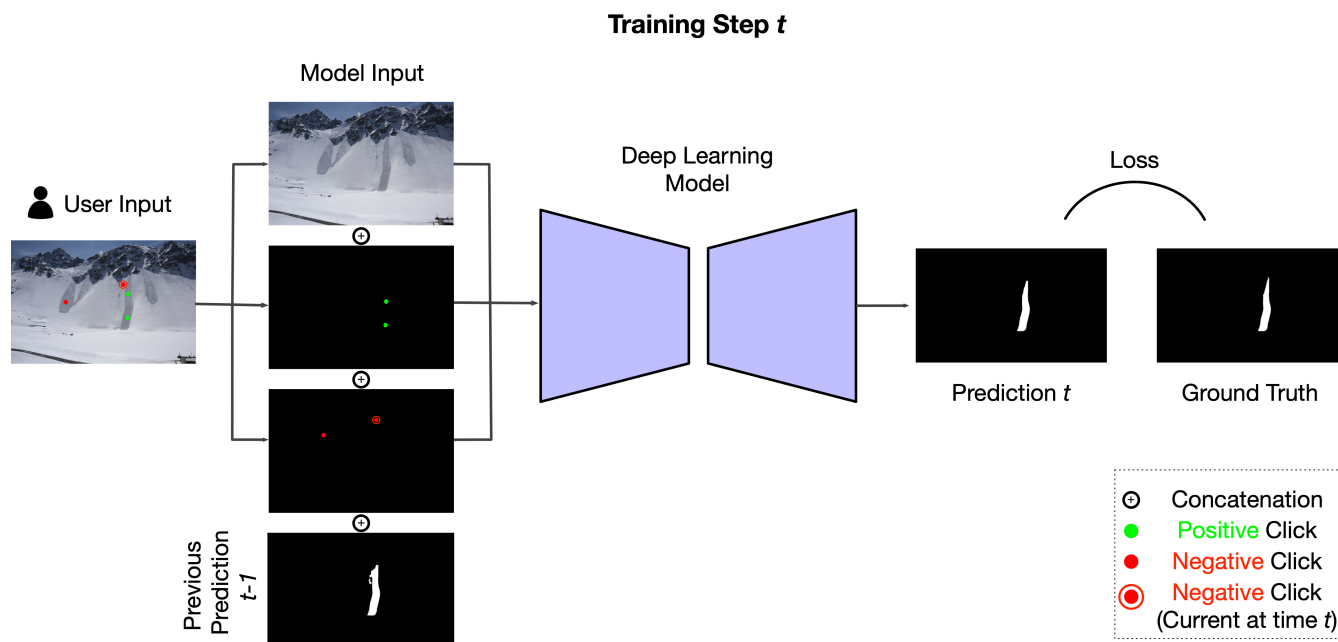 Training Step t
Model Input
User Input
Deep Learning
Model
Loss
Prediction t
Ground Truth
Previous
Prediction
t-1
Concatenation
Positive Click
Negative Click
Negative Click
(Current at time t)